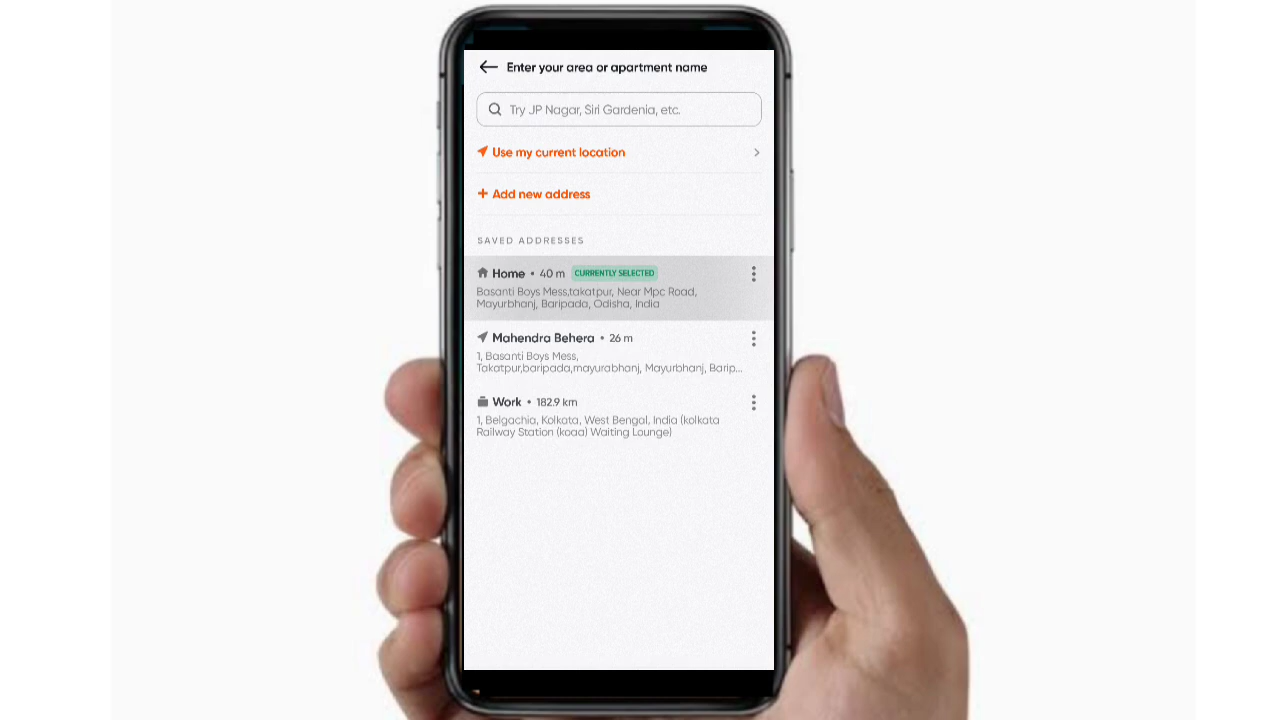 Enter your area or apartment name
Try JP Nagar, Siri Gardenia, etc.
Use my current location
Add new address
SAVED ADDRESSES
Home • 40 m CURRENTLY SELECTED
Basanti Boys Mess,takatpur, Near Mpc Road,
Mayurbhanj, Baripada, Odisha, India
Mahendra Behera • 26 m
1, Basanti Boys Mess,
Takatpur,baripada,mayurabhanj, Mayurbhanj, Barip...
Work • 182.9 km
1, Belgachia, Kolkata, West Bengal, India (kolkata
Railway Station (koaa) Waiting Lounge)